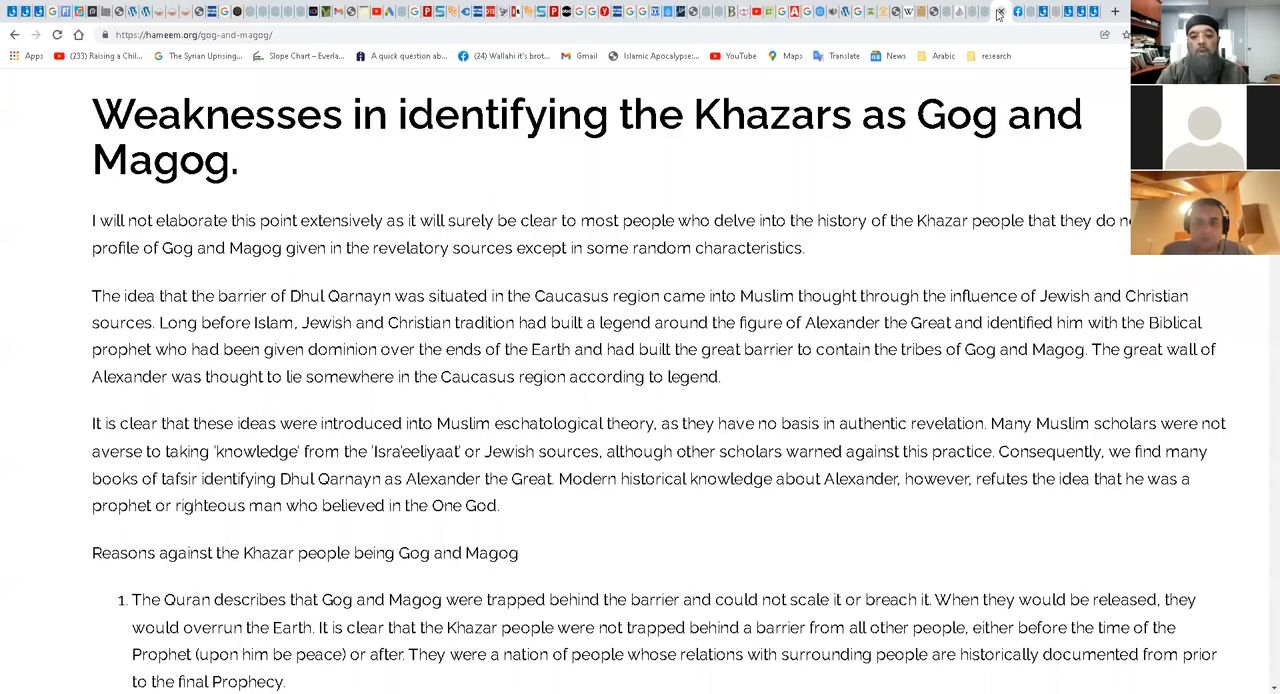 https://hameem.org/gog-and-magog/
Apps (233) Raising a Chil... The Syrian Uprising... Slope Chart – Everla... A quick question ab... (24) Wallahi it's brot... Gmail Islamic Apocalypse:... YouTube Maps Translate News Arabic research
Weaknesses in identifying the Khazars as Gog and
Magog.
I will not elaborate this point extensively as it will surely be clear to most people who delve into the history of the Khazar people that they do
profile of Gog and Magog given in the revelatory sources except in some random characteristics.
The idea that the barrier of Dhul Qarnayn was situated in the Caucasus region came into Muslim thought through the influence of Jewish and Christian
sources. Long before Islam, Jewish and Christian tradition had built a legend around the figure of Alexander the Great and identified him with the Biblical
prophet who had been given dominion over the ends of the Earth and had built the great barrier to contain the tribes of Gog and Magog. The great wall of
Alexander was thought to lie somewhere in the Caucasus region according to legend.
It is clear that these ideas were introduced into Muslim eschatological theory, as they have no basis in authentic revelation. Many Muslim scholars were not
averse to taking 'knowledge' from the 'Isra'eeliyaat' or Jewish sources, although other scholars warned against this practice. Consequently, we find many
books of tafsir identifying Dhul Qarnayn as Alexander the Great. Modern historical knowledge about Alexander, however, refutes the idea that he was a
prophet or righteous man who believed in the One God.
Reasons against the Khazar people being Gog and Magog
1. The Quran describes that Gog and Magog were trapped behind the barrier and could not scale it or breach it. When they would be released, they
would overrun the Earth. It is clear that the Khazar people were not trapped behind a barrier from all other people, either before the time of the
Prophet (upon him be peace) or after. They were a nation of people whose relations with surrounding people are historically documented from prior
to the final Prophecy.